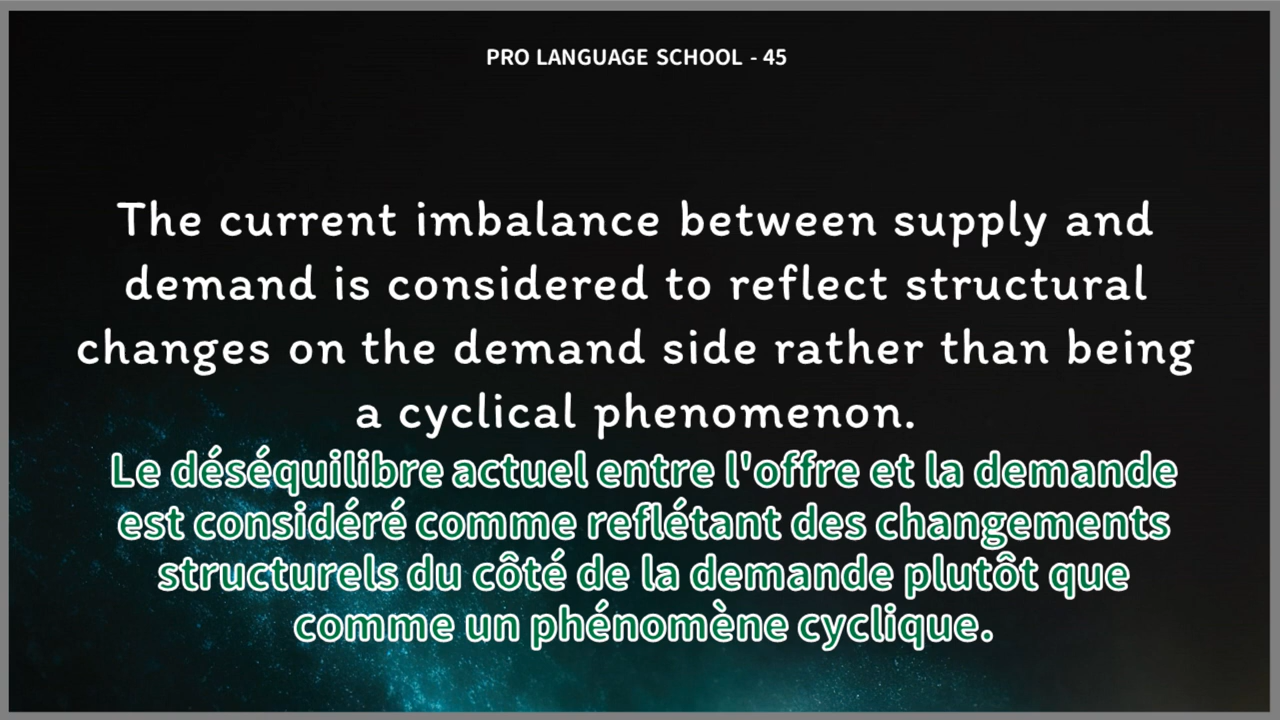 PRO LANGUAGE SCHOOL - 45
The current imbalance between supply and
demand is considered to reflect structural
changes on the demand side rather than being
a cyclical phenomenon.
Le déséquilibre actuel entre l'offre et la demande
est considéré comme reflétant des changements
structurels du côté de la demande plutôt que
comme un phénomène cyclique.